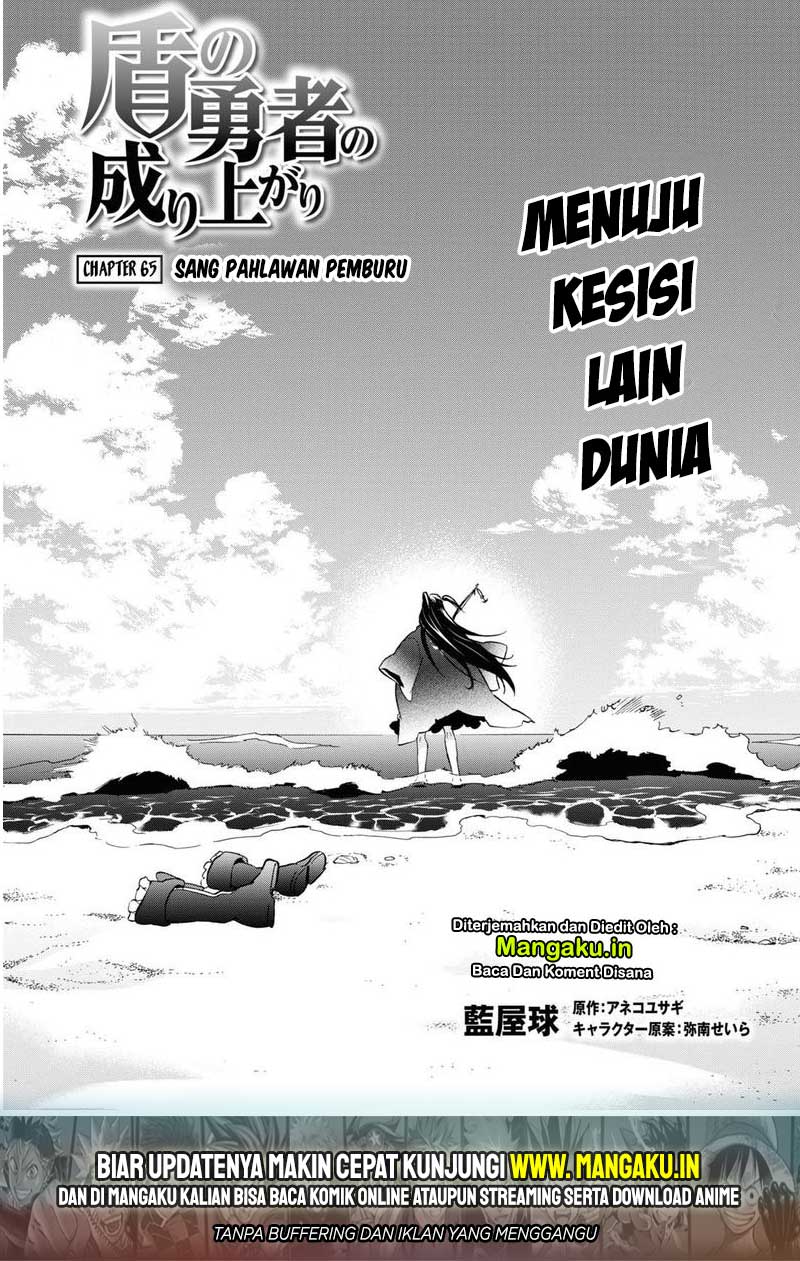 盾の勇者の
成り上がり
CHAPTER 65 SANG PAHLAWAN PEMBURU
MENUJU
KESISI
LAIN
DUNIA
Diterjemahkan dan Diedit Oleh :
Mangaku.in
Baca Dan Koment Disana
藍屋球
原作：アネコユサギ
キャラクター原案：弥南せいら
BIAR UPDATENYA MAKIN CEPAT KUNJUNGI WWW. MANGAKU.IN
DAN DI MANGAKU KALIAN BISA BACA KOMIK ONLINE ATAUPUN STREAMING SERTA DOWNLOAD ANIME
TANPA BUFFERING DAN IKLAN YANG MENGGANGU